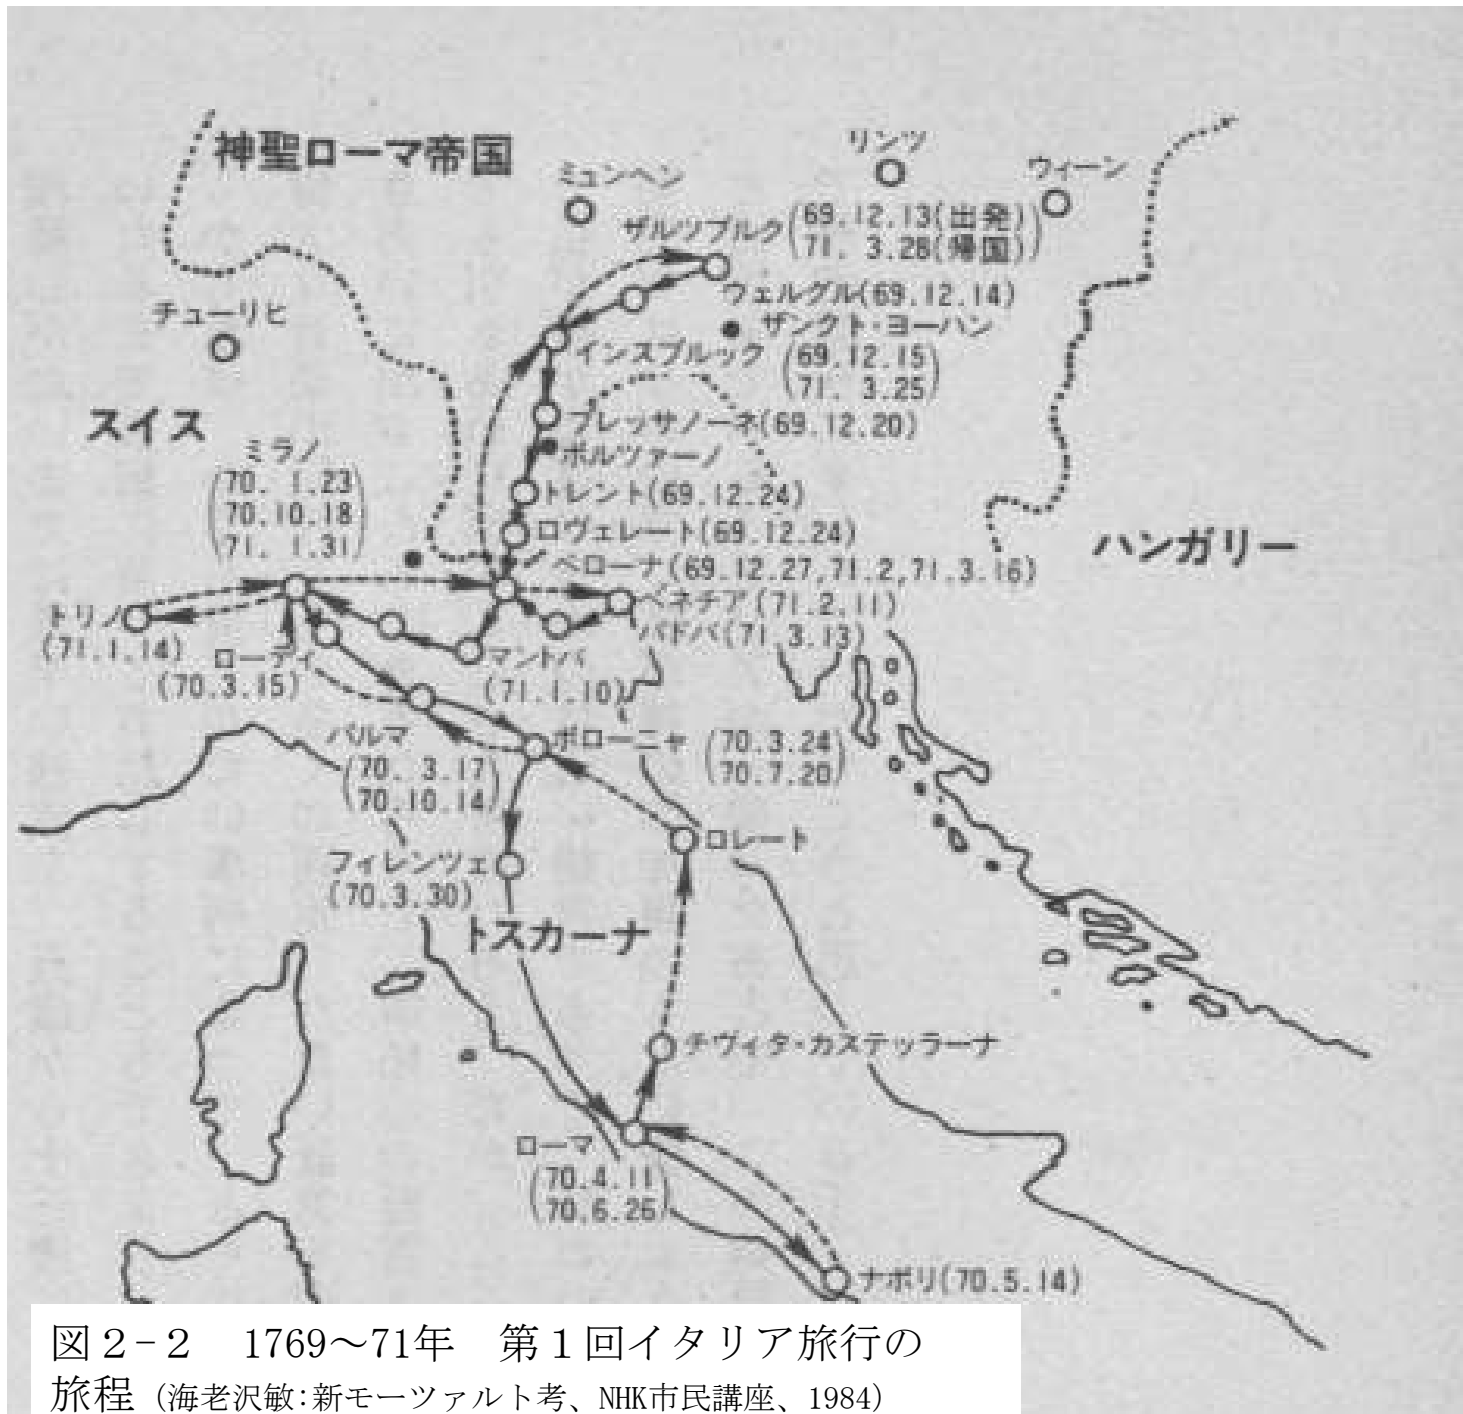 神聖ローマ帝国
ミュンヘン
リンツ
ウィーン
ザルツブルク(69.12.13(出発)
71. 3.28(帰国))
ウェルグル(69.12.14)
ザンクト・ヨーハン
チューリヒ
インスブルック (69.12.15
71. 3.25)
スイス
ブレッサノーネ(69.12.20)
ボルツァーノ
ミラノ
(70. 1.23
70.10.18
71. 1.31)
トレント(69.12.24)
ロヴェレート(69.12.24)
ハンガリー
ベローナ(69.12.27,71.2,71.3.16)
トリノ
(71.1.14)
ベネチア(71.2.11)
パドバ(71.3.13)
ローディ
(70.3.15)
マントバ
(71.1.10)
パルマ
(70. 3.17
70.10.14)
ボローニャ (70.3.24
70.7.20)
ロレート
フィレンツェ
(70.3.30)
トスカーナ
チヴィタ・カステッラーナ
ローマ
(70.4.11
70.6.26)
ナポリ(70.5.14)
図2-2 1769～71年 第1回イタリア旅行の
旅程 (海老沢敏:新モーツァルト考、NHK市民講座、1984)